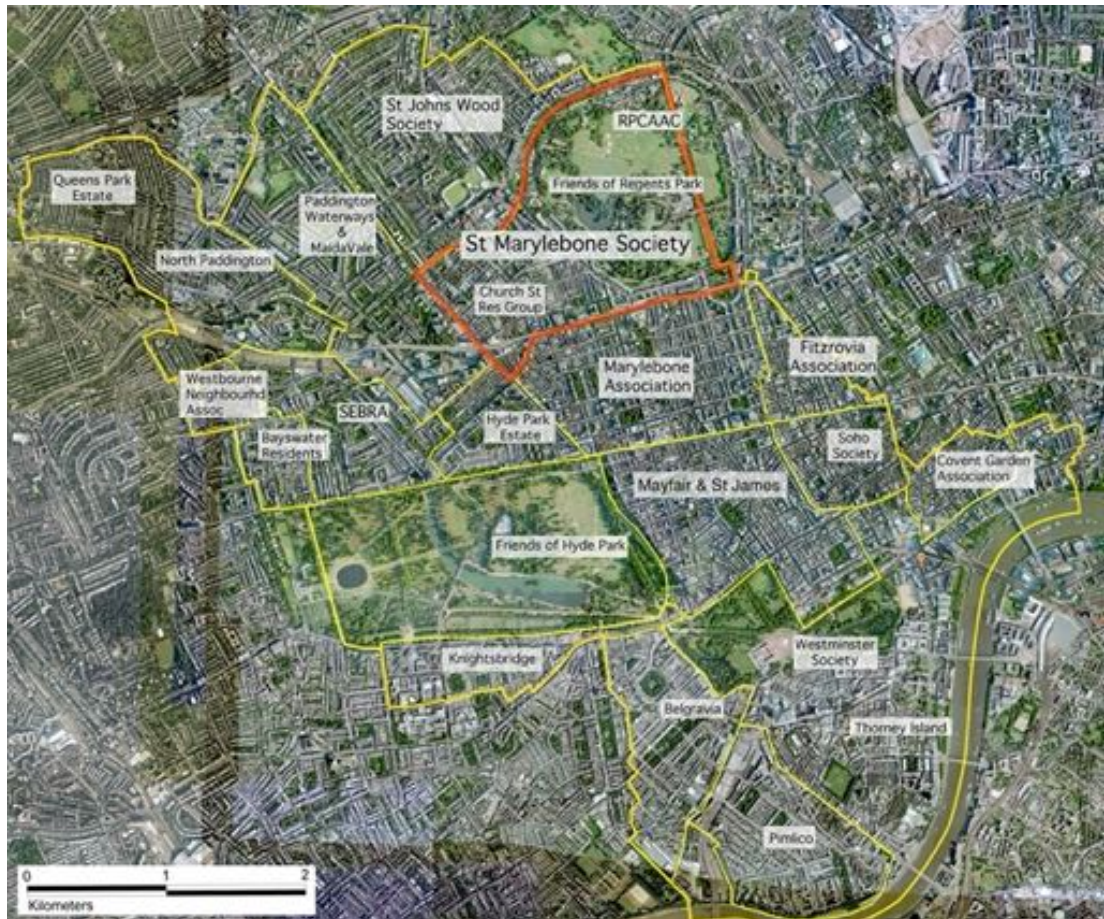 St Johns Wood
Society
RPCAAC
Queens Park
Estate
Friends of Regents Park
Paddington
Waterways
&
MaidaVale
St Marylebone Society
North Paddington
Church St
Res Group
Fitzrovia
Association
Marylebone
Association
Westbourne
Neighbourhd
Assoc
SEBRA
Hyde Park
Estate
Bayswater
Residents
Soho
Society
Covent Garden
Association
Mayfair & St James
Friends of Hyde Park
Knightsbridge
Westminster
Society
Belgravia
Thorney Island
Pimlico
0 1 2
Kilometers